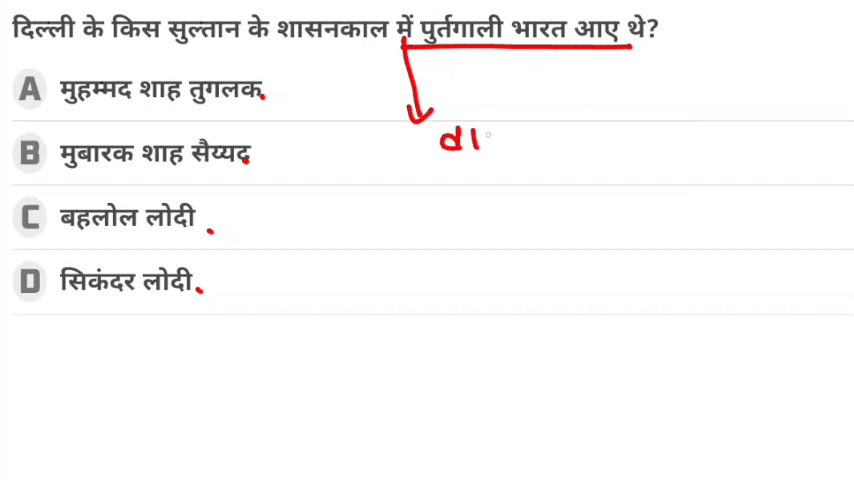 दिल्ली के किस सुल्तान के शासनकाल में पुर्तगाली भारत आए थे?
A मुहम्मद शाह तुगलक
वा
B मुबारक शाह सैय्यद
C बहलोल लोदी
D सिकंदर लोदी